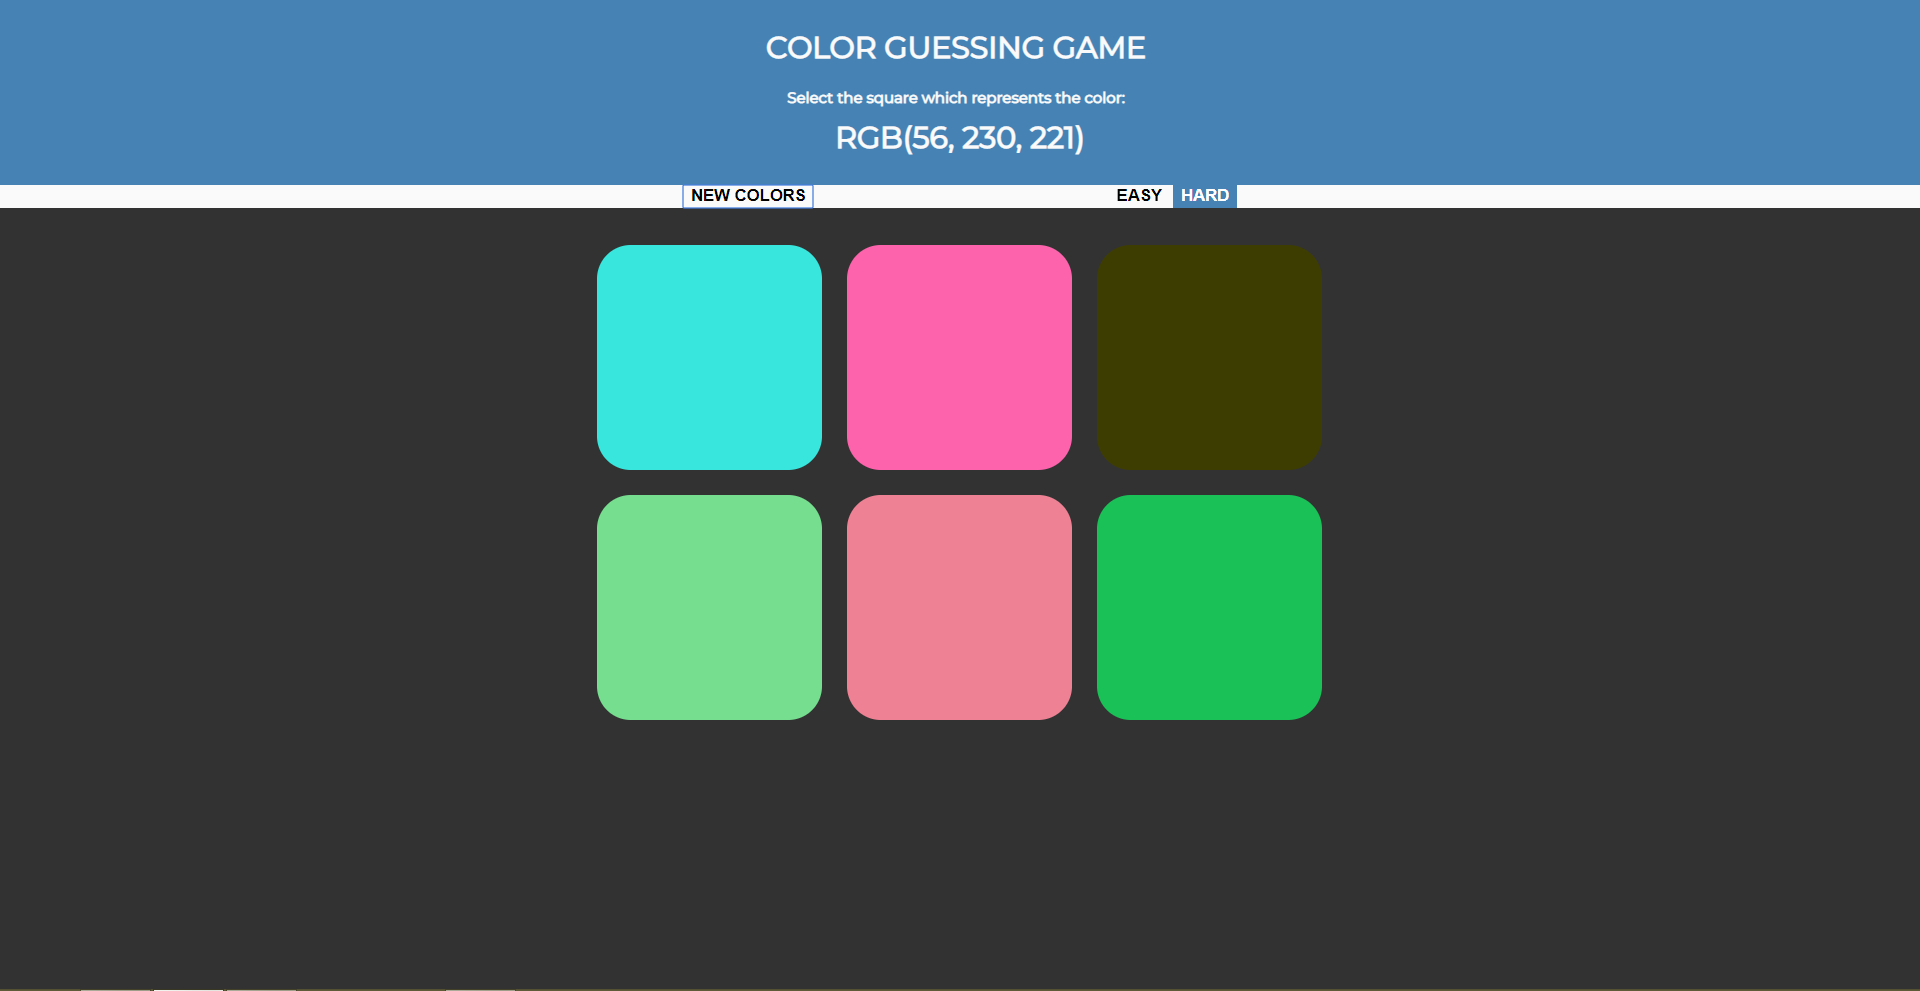 COLOR GUESSING GAME
Select the square which represents the color:
RGB(56, 230, 221)
NEW COLORS EASY HARD